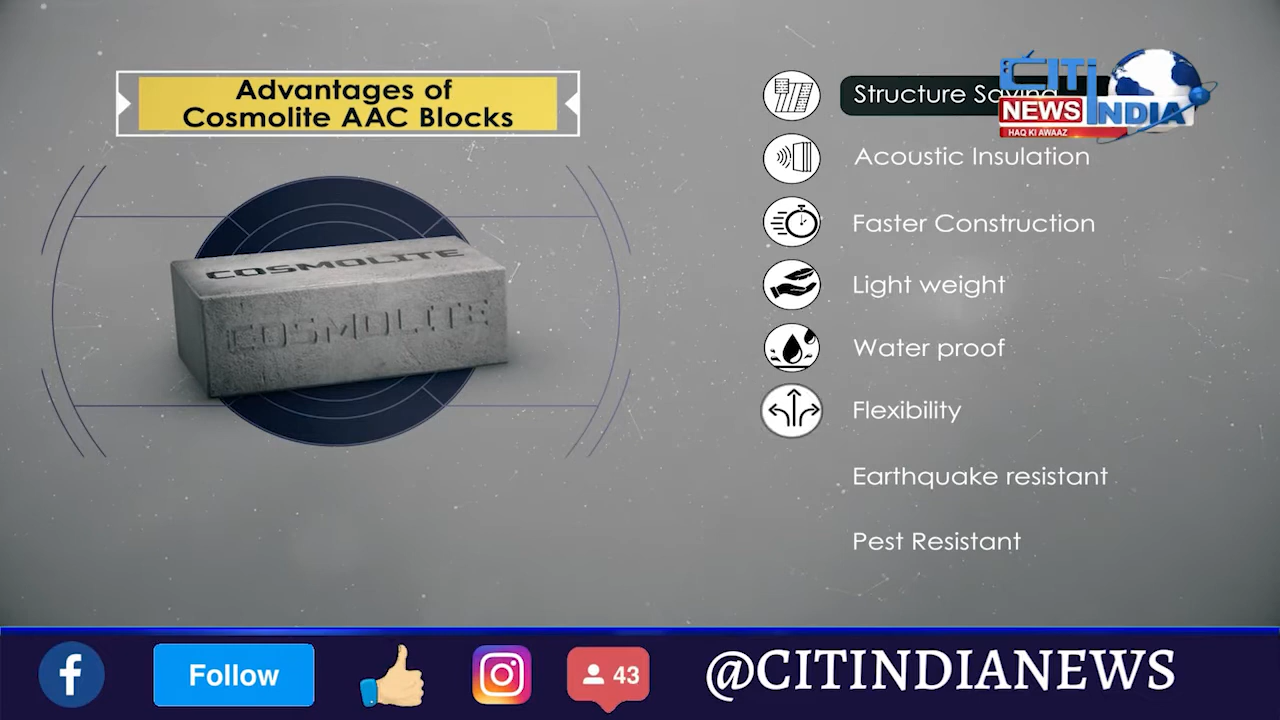 Advantages of
Cosmolite AAC Blocks
COSMOLITE
COSMOLITE
Structure Saving
Acoustic Insulation
Faster Construction
Light weight
Water proof
Flexibility
Earthquake resistant
Pest Resistant
CITI
NEWS INDIA
HAQ KI AWAAZ
Follow
43
@CITINDIANEWS